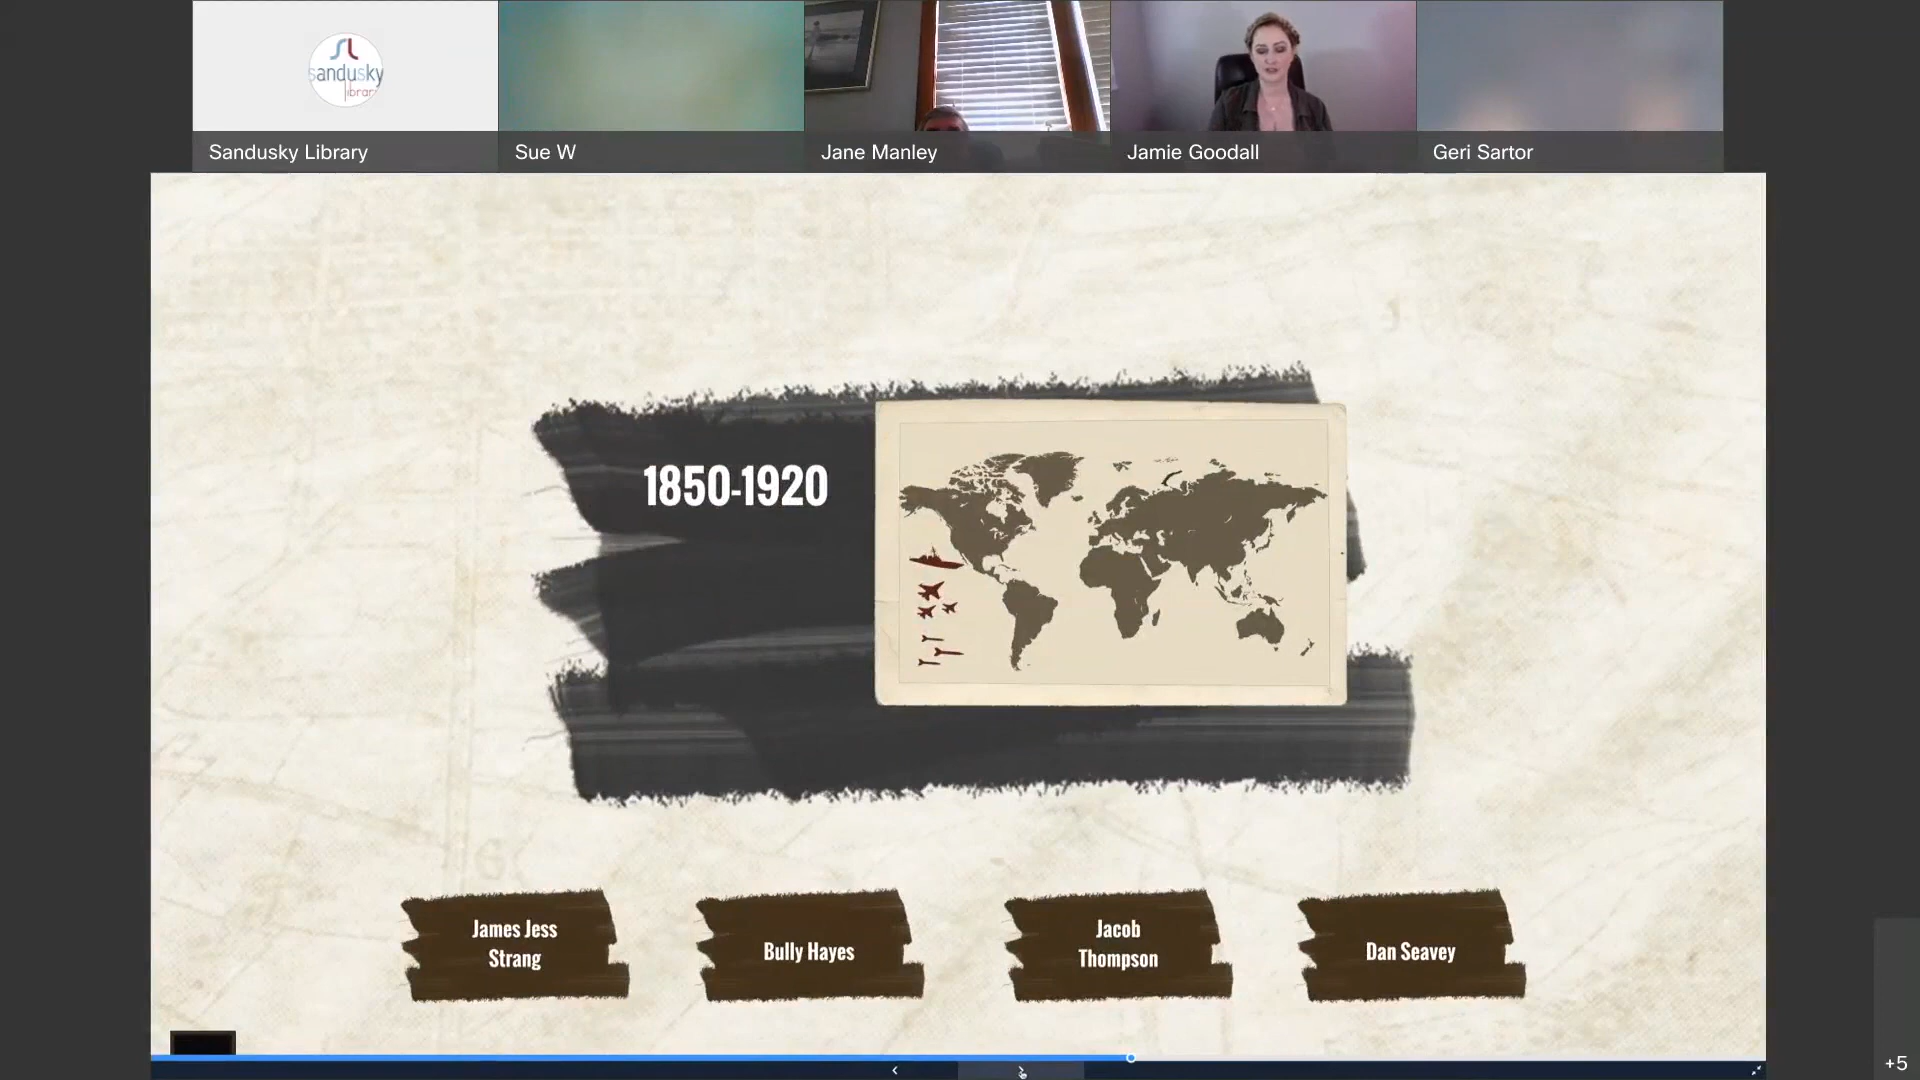 sandusky
library
Sandusky Library
Sue W
Jane Manley
Jamie Goodall
Geri Sartor
1850-1920
James Jess
Strang
Bully Hayes
Jacob
Thompson
Dan Seavey
+5